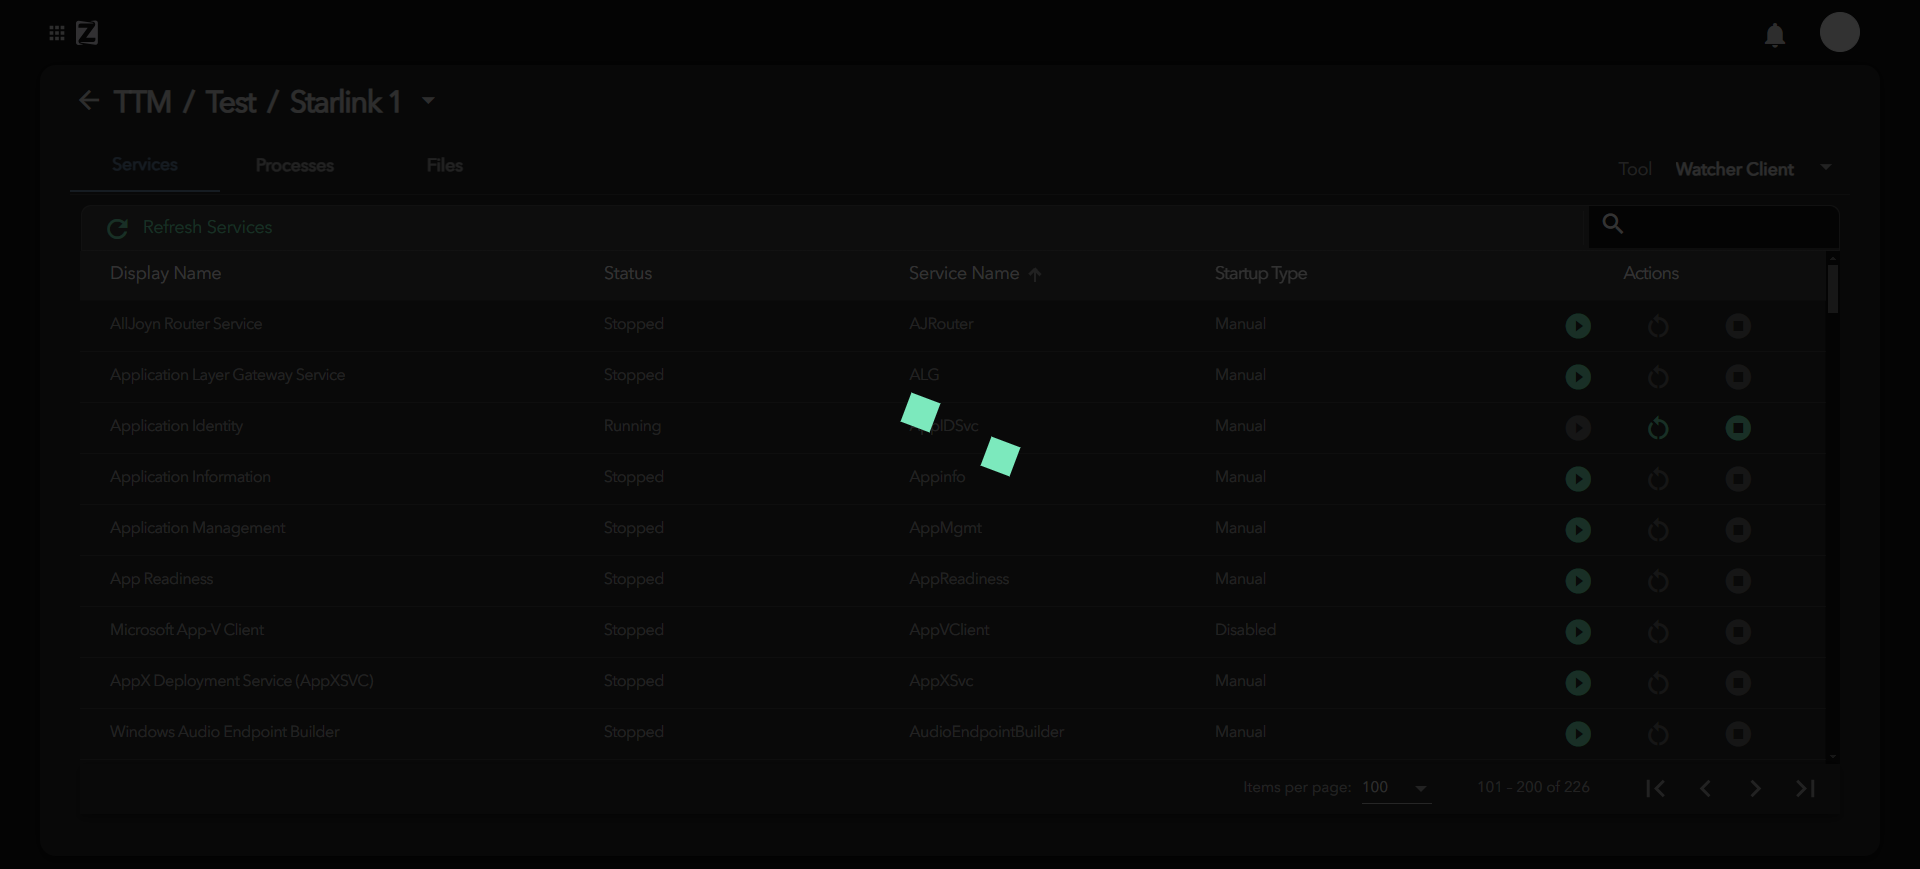 Z
TTM / Test / Starlink 1
Services Processes Files Tool Watcher Client
Refresh Services
Display Name Status Service Name Startup Type Actions
AllJoyn Router Service Stopped AJRouter Manual
Application Layer Gateway Service Stopped ALG Manual
Application Identity Running AppIDSvc Manual
Application Information Stopped Appinfo Manual
Application Management Stopped AppMgmt Manual
App Readiness Stopped AppReadiness Manual
Microsoft App-V Client Stopped AppVClient Disabled
AppX Deployment Service (AppXSVC) Stopped AppXSvc Manual
Windows Audio Endpoint Builder Stopped AudioEndpointBuilder Manual
Items per page: 100 101 - 200 of 226